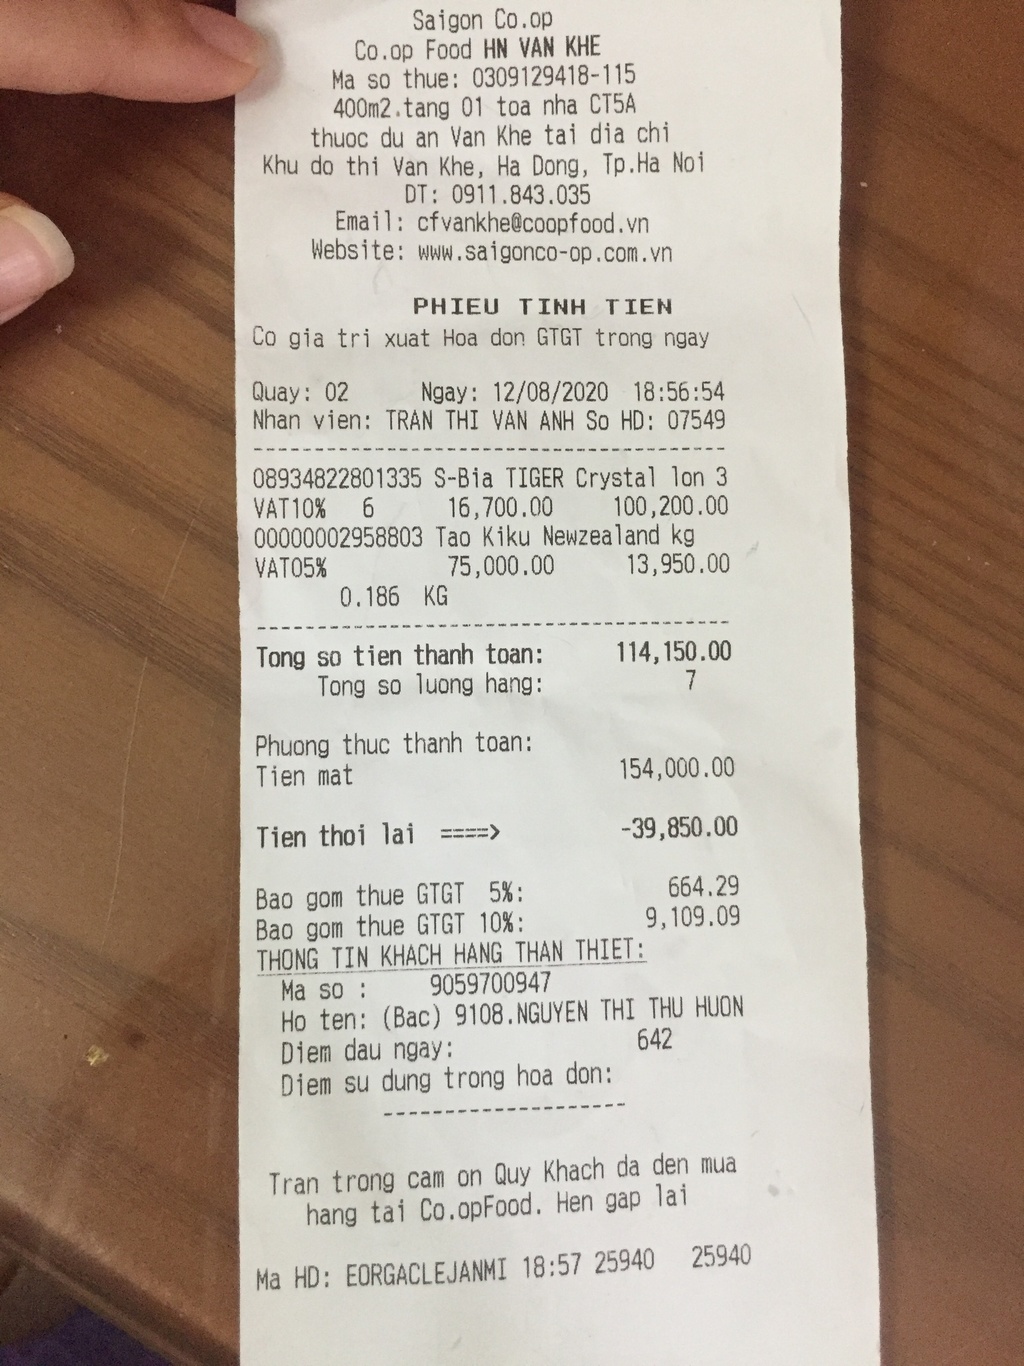 Saigon Co.op
Co.op Food HN VAN KHE
Ma so thue: 0309129418-115
400m2.tang 01 toa nha CT5A
thuoc du an Van Khe tai dia chi
Khu do thi Van Khe, Ha Dong, Tp.Ha Noi
DT: 0911.843.035
Email: cfvankhe@coopfood.vn
Website: www.saigonco-op.com.vn
PHIEU TINH TIEN
Co gia tri xuat Hoa don GTGT trong ngay
Quay: 02 Ngay: 12/08/2020 18:56:54
Nhan vien: TRAN THI VAN ANH So HD: 07549
----------------------------------------
08934822801335 S-Bia TIGER Crystal lon 3
VAT10% 6 16,700.00 100,200.00
00000002958803 Tao Kiku Newzealand kg
VAT05% 75,000.00 13,950.00
0.186 KG
----------------------------------------
Tong so tien thanh toan: 114,150.00
Tong so luong hang: 7
Phuong thuc thanh toan:
Tien mat 154,000.00
Tien thoi lai ====> -39,850.00
Bao gom thue GTGT 5%: 664.29
Bao gom thue GTGT 10%: 9,109.09
THONG TIN KHACH HANG THAN THIET:
Ma so : 9059700947
Ho ten: (Bac) 9108.NGUYEN THI THU HUON
Diem dau ngay: 642
Diem su dung trong hoa don:
--------------------
Tran trong cam on Quy Khach da den mua
hang tai Co.opFood. Hen gap lai
Ma HD: EORGACLEJANMI 18:57 25940 25940